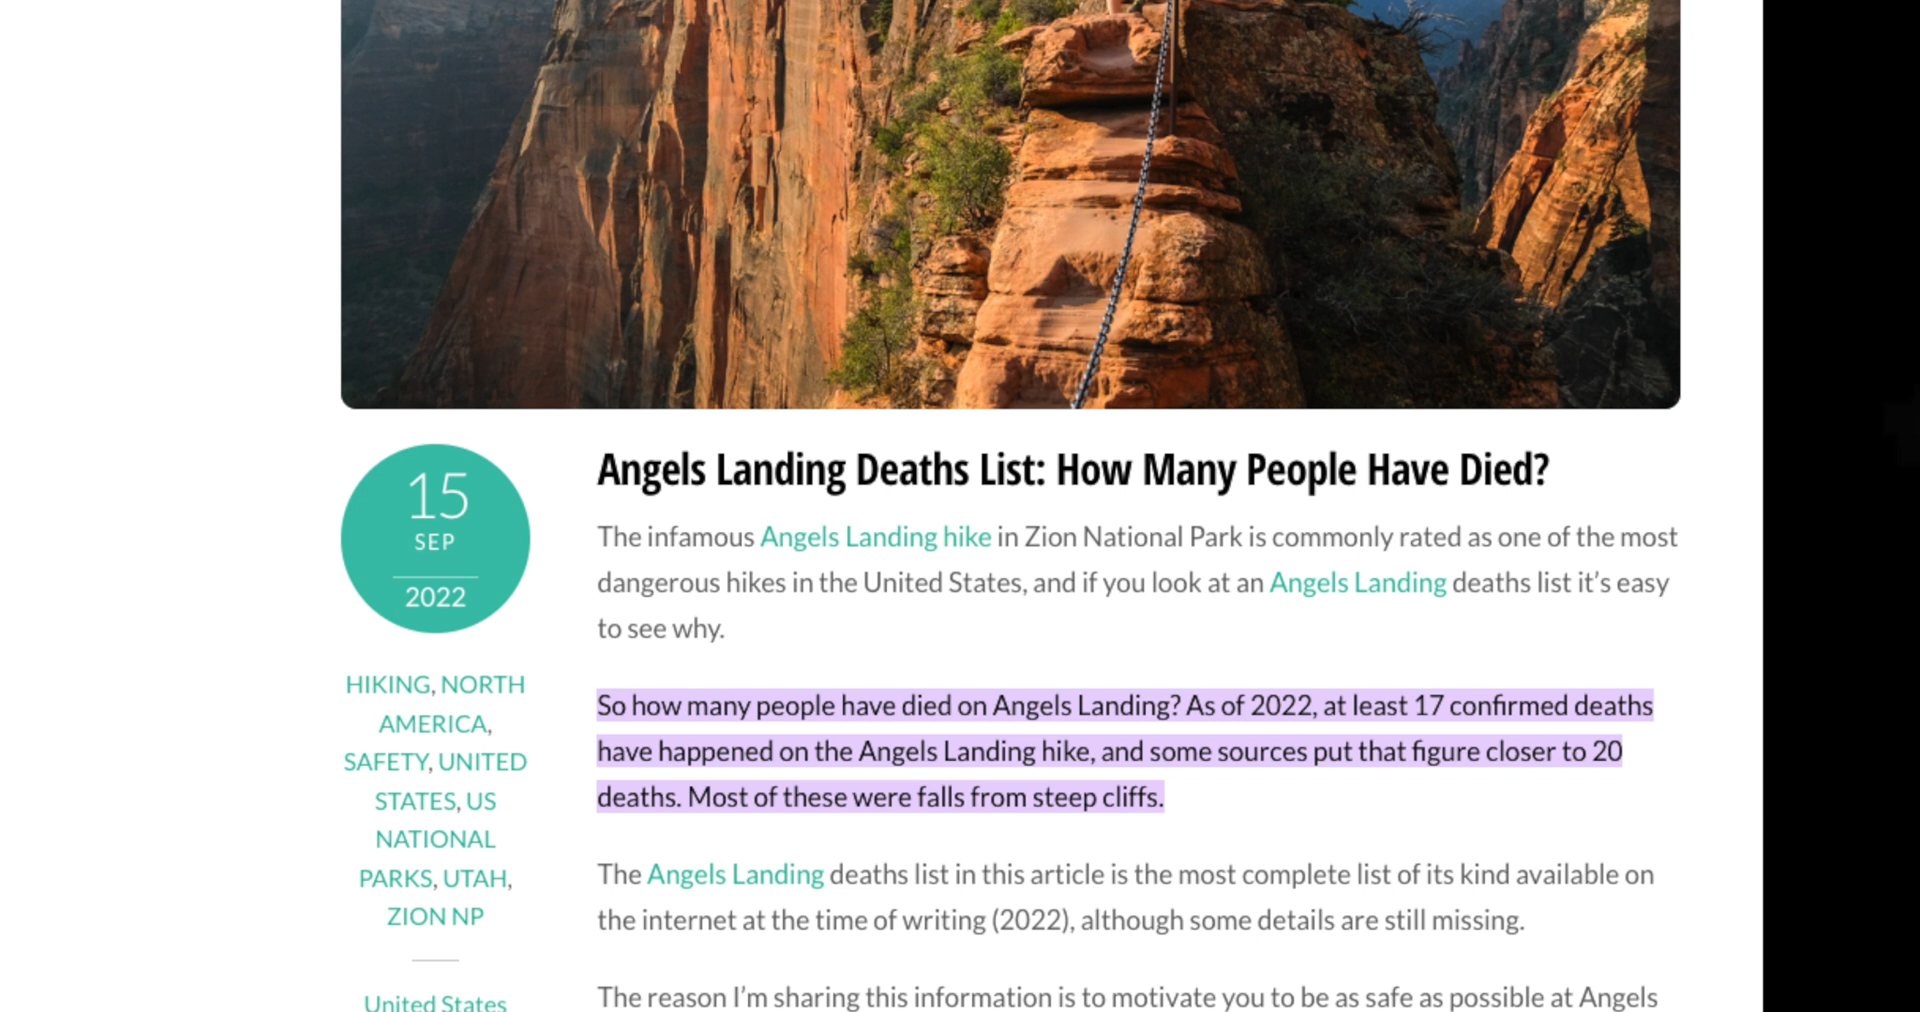 15
SEP
2022
HIKING, NORTH
AMERICA,
SAFETY, UNITED
STATES, US
NATIONAL
PARKS, UTAH,
ZION NP
United States
Angels Landing Deaths List: How Many People Have Died?
The infamous Angels Landing hike in Zion National Park is commonly rated as one of the most
dangerous hikes in the United States, and if you look at an Angels Landing deaths list it’s easy
to see why.
So how many people have died on Angels Landing? As of 2022, at least 17 confirmed deaths
have happened on the Angels Landing hike, and some sources put that figure closer to 20
deaths. Most of these were falls from steep cliffs.
The Angels Landing deaths list in this article is the most complete list of its kind available on
the internet at the time of writing (2022), although some details are still missing.
The reason I’m sharing this information is to motivate you to be as safe as possible at Angels